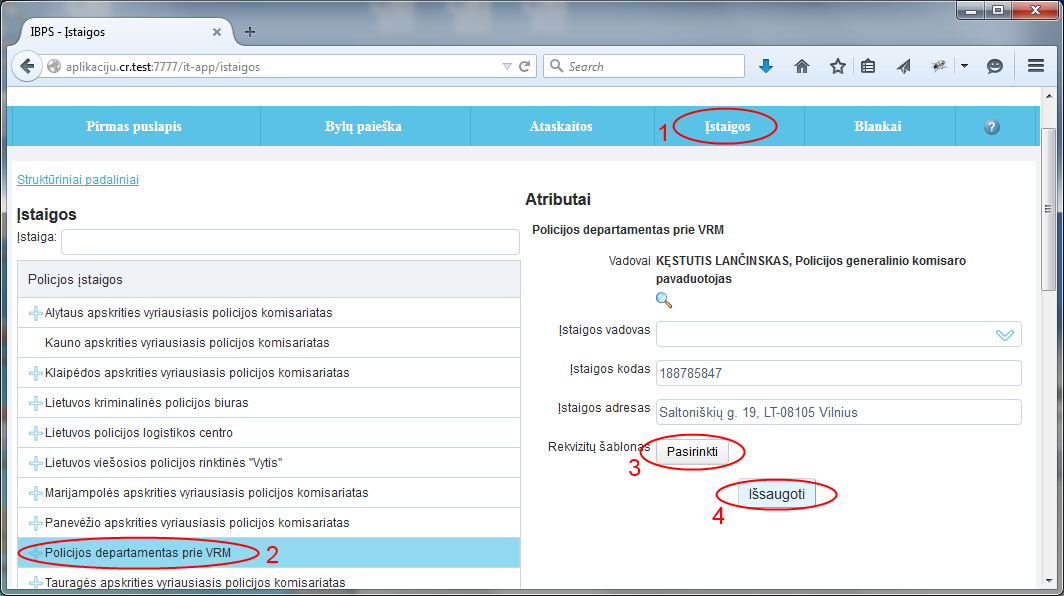 IBPS - Įstaigos
aplikaciju.cr.test:7777/it-app/istaigos
Search
Pirmas puslapis
Bylų paieška
Ataskaitos
1
Įstaigos
Blankai
?
Struktūriniai padaliniai
Įstaigos
Įstaiga:
Policijos įstaigos
Alytaus apskrities vyriausiasis policijos komisariatas
Kauno apskrities vyriausiasis policijos komisariatas
Klaipėdos apskrities vyriausiasis policijos komisariatas
Lietuvos kriminalinės policijos biuras
Lietuvos policijos logistikos centro
Lietuvos viešosios policijos rinktinės "Vytis"
Marijampolės apskrities vyriausiasis policijos komisariatas
Panevėžio apskrities vyriausiasis policijos komisariatas
Policijos departamentas prie VRM
2
Tauragės apskrities vyriausiasis policijos komisariatas
Atributai
Policijos departamentas prie VRM
Vadovai KĘSTUTIS LANČINSKAS, Policijos generalinio komisaro
pavaduotojas
Įstaigos vadovas
Įstaigos kodas 188785847
Įstaigos adresas Saltoniškių g. 19, LT-08105 Vilnius
Rekvizitų šablonas Pasirinkti
3
Išsaugoti
4